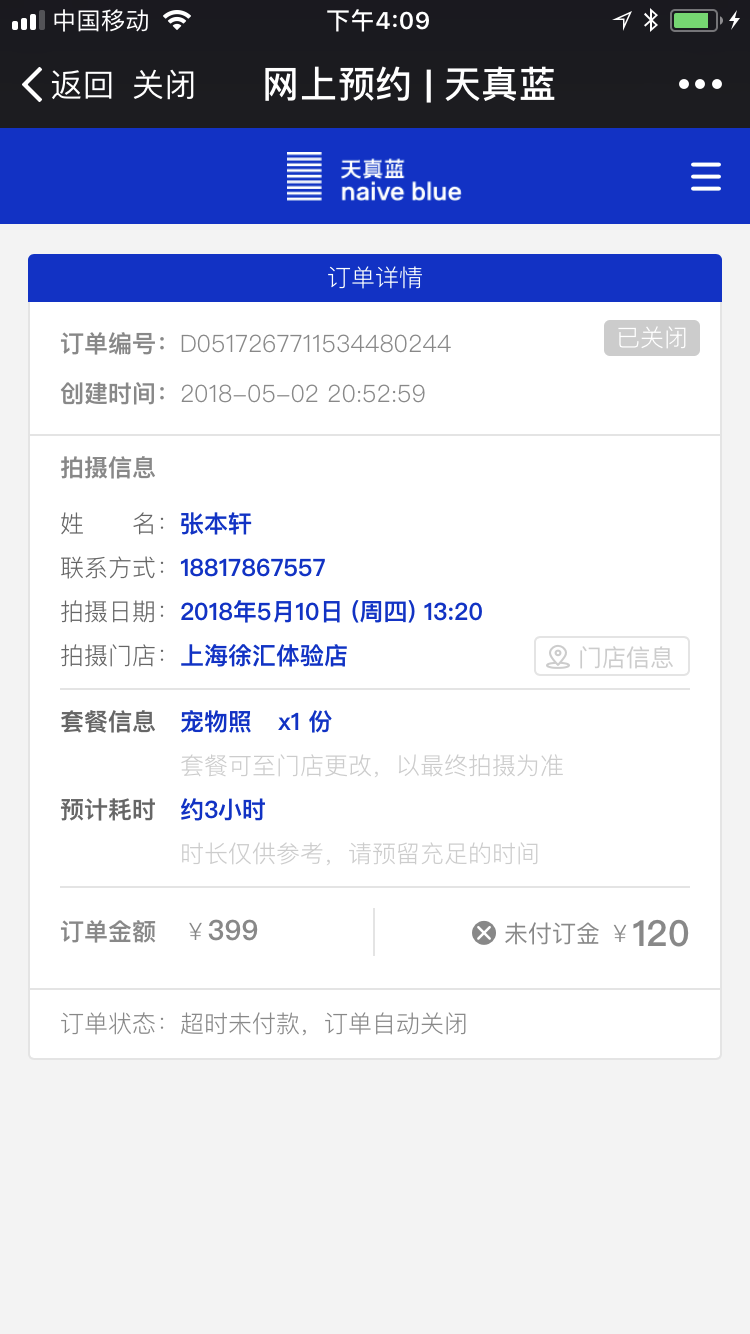 中国移动 下午4:09
返回 关闭 网上预约 | 天真蓝
天真蓝
naive blue
订单详情
订单编号: D0517267711534480244 已关闭
创建时间: 2018-05-02 20:52:59
拍摄信息
姓 名: 张本轩
联系方式: 18817867557
拍摄日期: 2018年5月10日 (周四) 13:20
拍摄门店: 上海徐汇体验店 门店信息
套餐信息 宠物照 x1 份
套餐可至门店更改，以最终拍摄为准
预计耗时 约3小时
时长仅供参考，请预留充足的时间
订单金额 ¥399 未付订金 ¥120
订单状态: 超时未付款，订单自动关闭